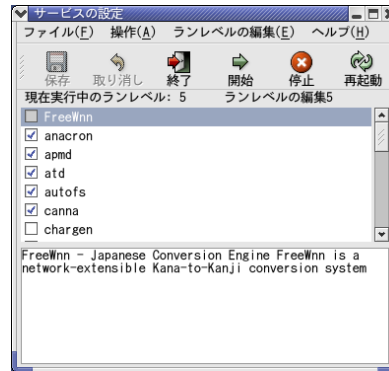 サービスの設定
ファイル(F) 操作(A) ランレベルの編集(E) ヘルプ(H)
保存 取り消し 終了 開始 停止 再起動
現在実行中のランレベル: 5 ランレベルの編集5
FreeWnn
anacron
apmd
atd
autofs
canna
chargen
FreeWnn - Japanese Conversion Engine FreeWnn is a
network-extensible Kana-to-Kanji conversion system